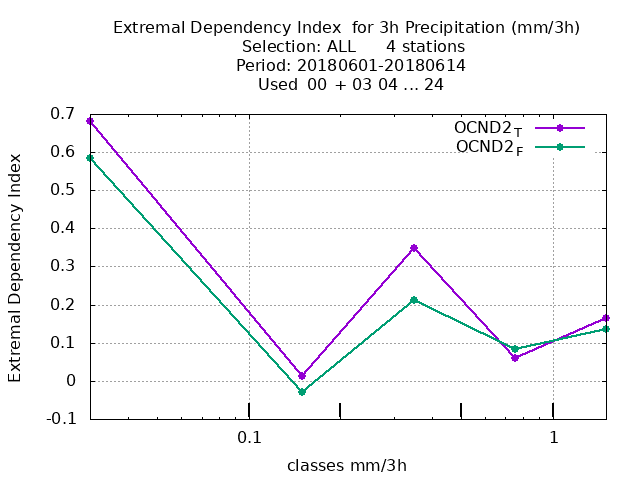 Extremal Dependency Index  for 3h Precipitation (mm/3h)
Selection: ALL      4 stations
Period: 20180601-20180614
Used  00  + 03 04 ... 24
OCND2T
OCND2F
Extremal Dependency Index
0.7
0.6
0.5
0.4
0.3
0.2
0.1
0
-0.1
0.1
1
classes mm/3h